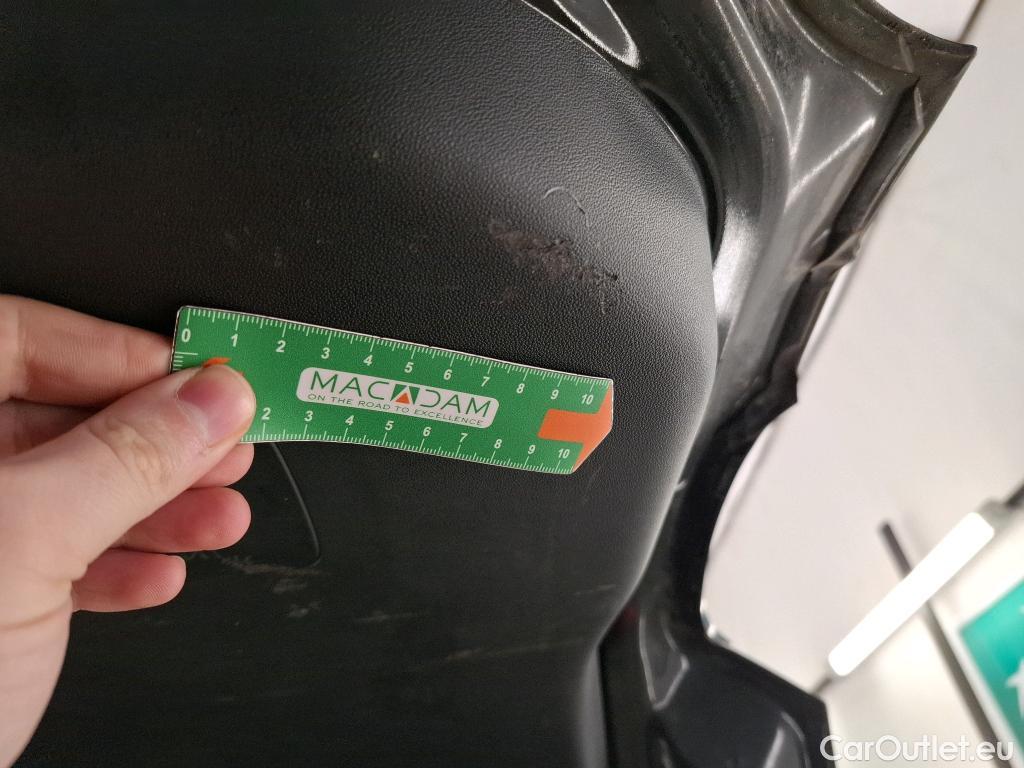 0 1 2 3 4 5 6 7 8 9 10
MACADAM
ON THE ROAD TO EXCELLENCE
2 3 4 5 6 7 8 9 10
CarOutlet.eu